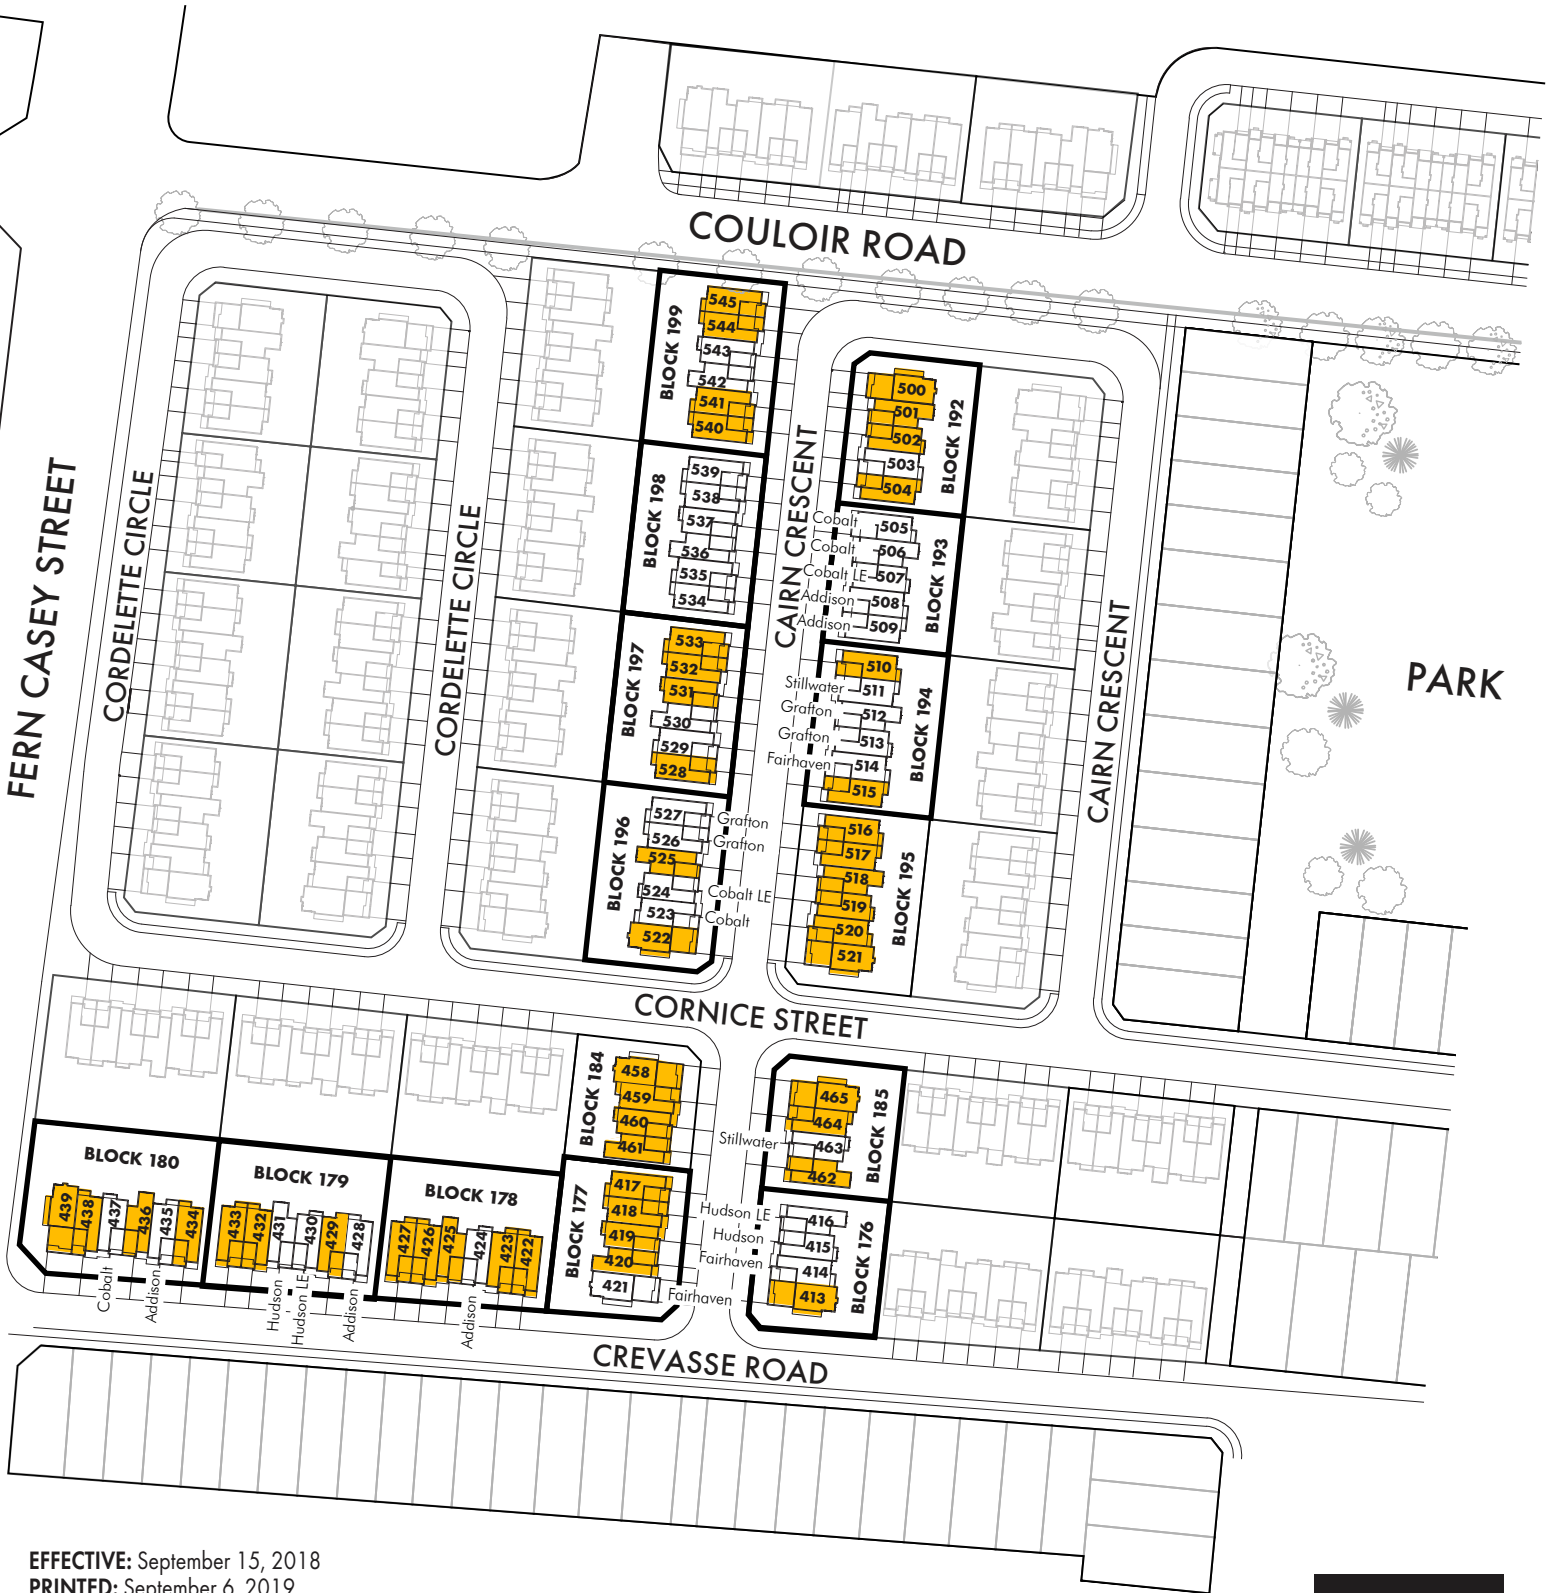 COULOIR ROAD
FERN CASEY STREET
CORDELETTE CIRCLE
CORDELETTE CIRCLE
CAIRN CRESCENT
CAIRN CRESCENT
PARK
BLOCK 199
545
544
543
542
541
540
BLOCK 198
539
538
537
536
535
534
BLOCK 197
533
532
531
530
529
528
BLOCK 196
527
Grafton
526
Grafton
525
524
Cobalt LE
523
Cobalt
522
BLOCK 192
500
501
502
503
504
BLOCK 193
Cobalt
505
Cobalt
506
Cobalt LE
507
Addison
508
Addison
509
BLOCK 194
510
Stillwater
511
Grafton
512
Grafton
513
Fairhaven
514
515
BLOCK 195
516
517
518
519
520
521
CORNICE STREET
BLOCK 184
458
459
460
461
BLOCK 185
465
464
Stillwater
463
462
BLOCK 180
439
438
437
436
435
434
Cobalt
Addison
BLOCK 179
433
432
431
430
429
428
Hudson
Hudson LE
Addison
BLOCK 178
427
426
425
424
423
422
Addison
BLOCK 177
417
418
419
420
421
Fairhaven
BLOCK 176
Hudson LE
416
Hudson
415
Fairhaven
414
413
CREVASSE ROAD
EFFECTIVE: September 15, 2018
PRINTED: September 6, 2019